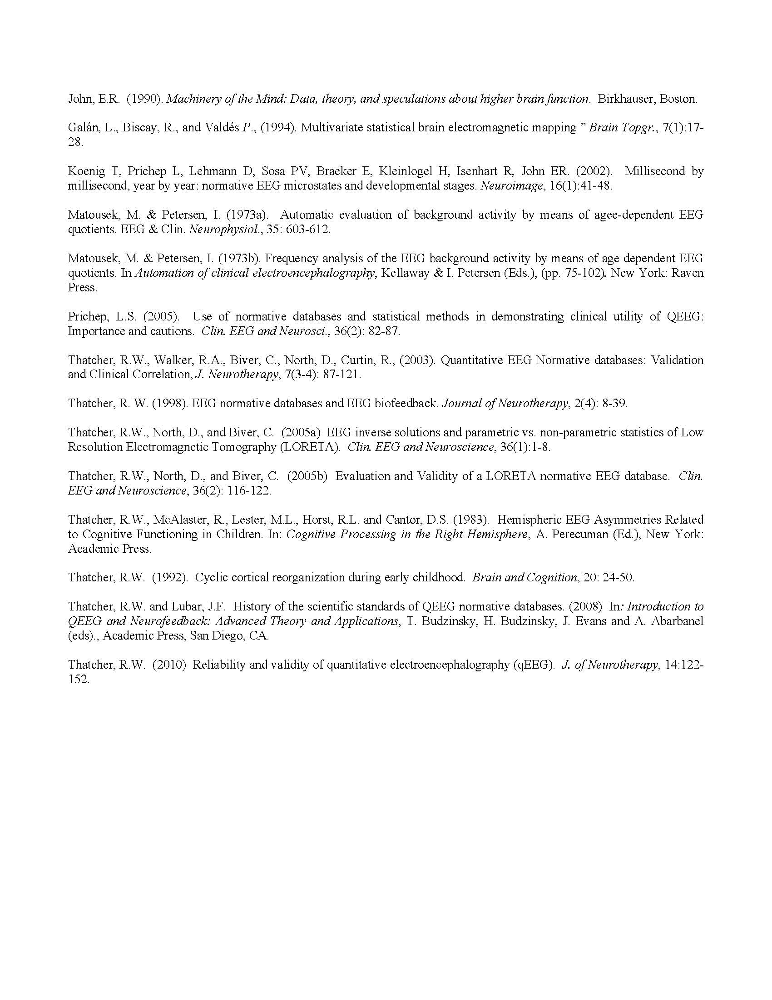 John, E.R.  (1990). Machinery of the Mind: Data, theory, and speculations about higher brain function.  Birkhauser, Boston.
Galán, L., Biscay, R., and Valdés P., (1994). Multivariate statistical brain electromagnetic mapping ” Brain Topgr., 7(1):17-
28.
Koenig T, Prichep L, Lehmann D, Sosa PV, Braeker E, Kleinlogel H, Isenhart R, John ER. (2002).  Millisecond by
millisecond, year by year: normative EEG microstates and developmental stages. Neuroimage, 16(1):41-48.
Matousek, M. & Petersen, I. (1973a).  Automatic evaluation of background activity by means of agee-dependent EEG
quotients. EEG & Clin. Neurophysiol., 35: 603-612.
Matousek, M. & Petersen, I. (1973b). Frequency analysis of the EEG background activity by means of age dependent EEG
quotients. In Automation of clinical electroencephalography, Kellaway & I. Petersen (Eds.), (pp. 75-102). New York: Raven
Press.
Prichep, L.S. (2005).  Use of normative databases and statistical methods in demonstrating clinical utility of QEEG:
Importance and cautions.  Clin. EEG and Neurosci., 36(2): 82-87.
Thatcher, R.W., Walker, R.A., Biver, C., North, D., Curtin, R., (2003). Quantitative EEG Normative databases: Validation
and Clinical Correlation, J. Neurotherapy, 7(3-4): 87-121.
Thatcher, R. W. (1998). EEG normative databases and EEG biofeedback. Journal of Neurotherapy, 2(4): 8-39.
Thatcher, R.W., North, D., and Biver, C.  (2005a)  EEG inverse solutions and parametric vs. non-parametric statistics of Low
Resolution Electromagnetic Tomography (LORETA).  Clin. EEG and Neuroscience, 36(1):1-8.
Thatcher, R.W., North, D., and Biver, C.  (2005b)  Evaluation and Validity of a LORETA normative EEG database.  Clin.
EEG and Neuroscience, 36(2): 116-122.
Thatcher, R.W., McAlaster, R., Lester, M.L., Horst, R.L. and Cantor, D.S. (1983).  Hemispheric EEG Asymmetries Related
to Cognitive Functioning in Children. In: Cognitive Processing in the Right Hemisphere, A. Perecuman (Ed.), New York:
Academic Press.
Thatcher, R.W.  (1992).  Cyclic cortical reorganization during early childhood.  Brain and Cognition, 20: 24-50.
Thatcher, R.W. and Lubar, J.F.  History of the scientific standards of QEEG normative databases. (2008)  In: Introduction to
QEEG and Neurofeedback: Advanced Theory and Applications, T. Budzinsky, H. Budzinsky, J. Evans and A. Abarbanel
(eds)., Academic Press, San Diego, CA.
Thatcher, R.W.  (2010)  Reliability and validity of quantitative electroencephalography (qEEG).  J. of Neurotherapy, 14:122-
152.